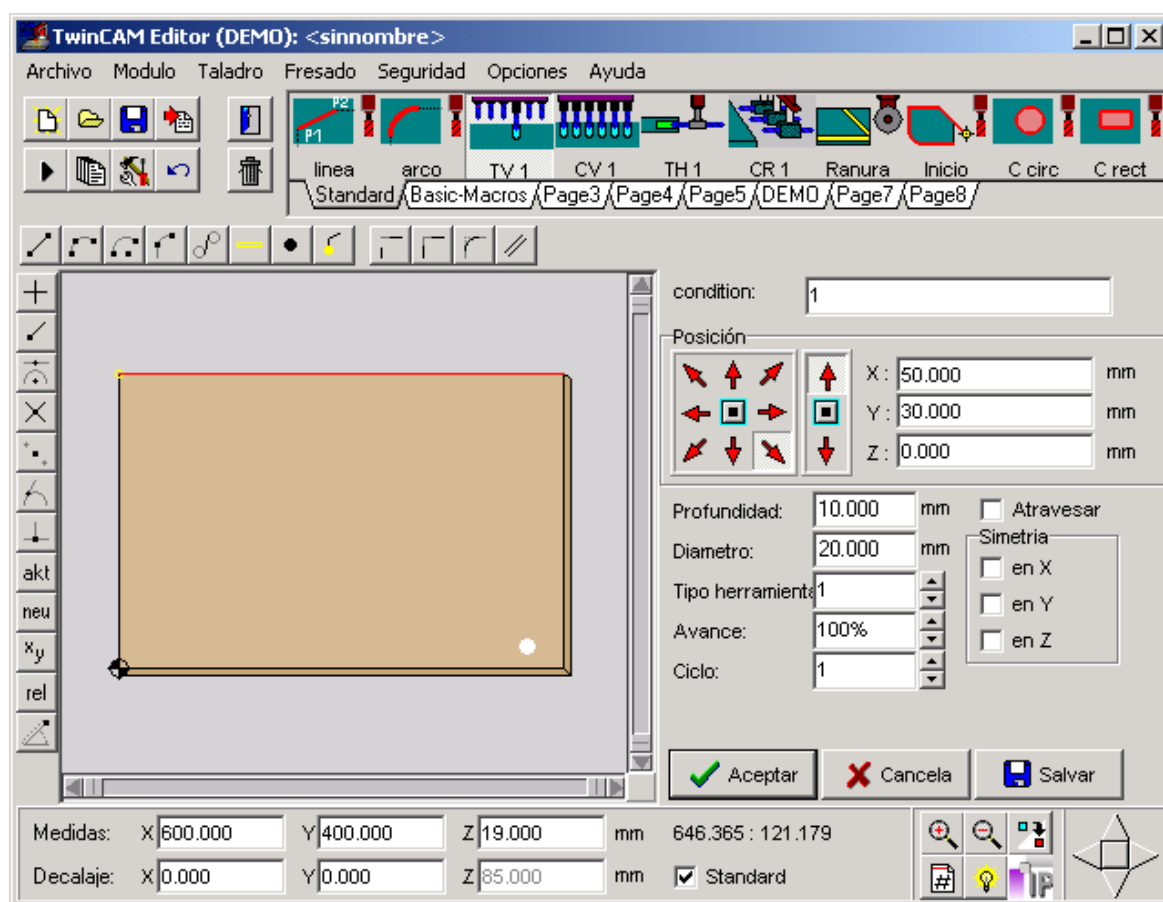 TwinCAM Editor (DEMO): <sinnombre>
Archivo Modulo Taladro Fresado Seguridad Opciones Ayuda
P2
P1
linea arco TV 1 CV 1 TH 1 CR 1 Ranura Inicio C circ C rect
Standard Basic-Macros Page3 Page4 Page5 DEMO Page7 Page8
condition: 1
Posición
X : 50.000 mm
Y : 30.000 mm
Z : 0.000 mm
Profundidad: 10.000 mm Atravesar
Diametro: 20.000 mm Simetria
en X
Tipo herramienta 1
en Y
Avance: 100%
en Z
Ciclo: 1
akt
neu
xy
rel
Aceptar Cancela Salvar
Medidas: X 600.000 Y 400.000 Z 19.000 mm 646.365 : 121.179
Decalaje: X 0.000 Y 0.000 Z 85.000 mm Standard
#
IP